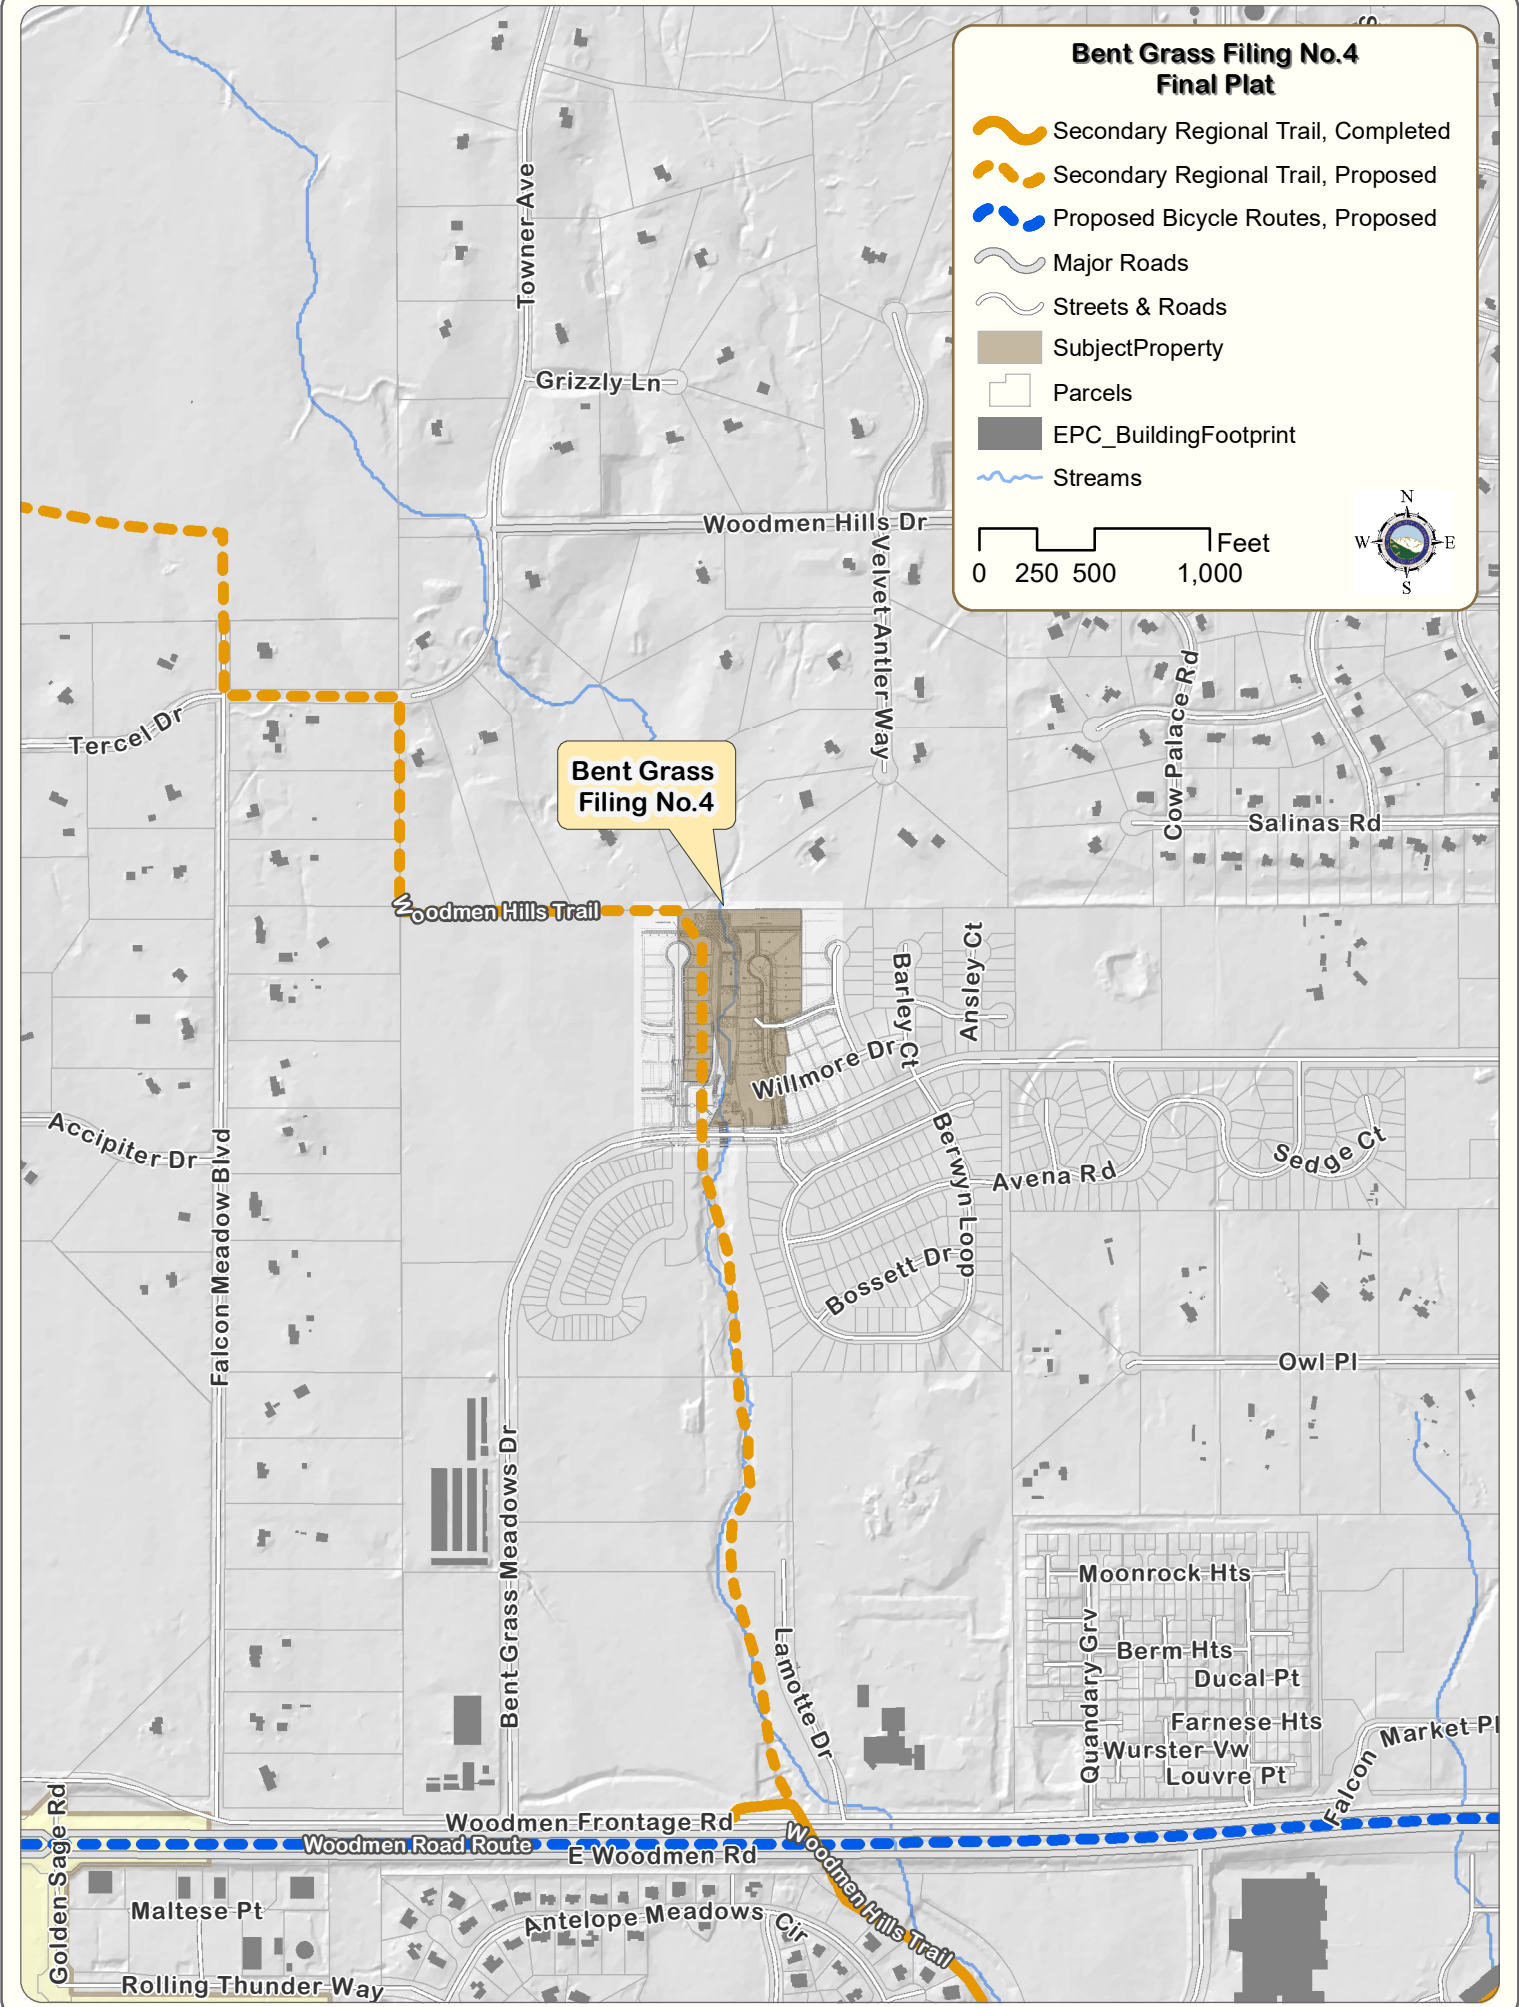 Bent Grass Filing No.4
Final Plat
Secondary Regional Trail, Completed
Secondary Regional Trail, Proposed
Proposed Bicycle Routes, Proposed
Major Roads
Streets & Roads
SubjectProperty
Parcels
EPC_BuildingFootprint
Streams
Feet
0 250 500 1,000
N
W E
S
Towner Ave
Grizzly Ln
Woodmen Hills Dr
Velvet Antler Way
Cow Palace Rd
Tercel Dr
Bent Grass
Filing No.4
Salinas Rd
Woodmen Hills Trail
Barley Ct
Ansley Ct
Willmore Dr
Accipiter Dr
Falcon Meadow Blvd
Berwyn Loop
Avena Rd
Sedge Ct
Bossett Dr
Owl Pl
Bent Grass Meadows Dr
Moonrock Hts
Quandary Grv
Berm Hts
Ducal Pt
Lamotte Dr
Farnese Hts
Wurster Vw
Louvre Pt
Falcon Market Pl
Golden Sage Rd
Woodmen Frontage Rd
Woodmen Road Route
E Woodmen Rd
Woodmen Hills Trail
Maltese Pt
Antelope Meadows Cir
Rolling Thunder Way